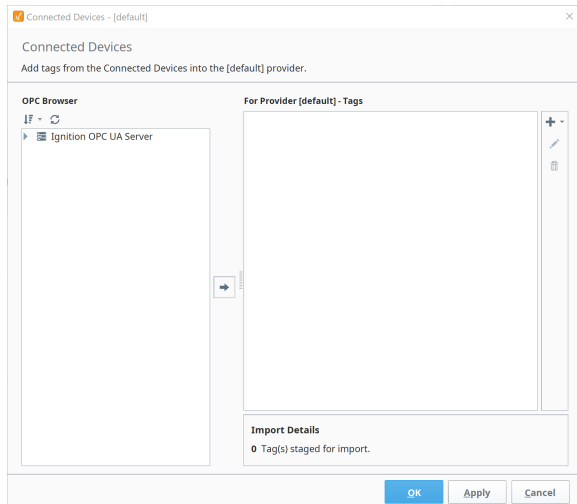 Connected Devices - [default]
Connected Devices
Add tags from the Connected Devices into the [default] provider.
OPC Browser
For Provider [default] - Tags
Ignition OPC UA Server
Import Details
0 Tag(s) staged for import.
OK
Apply
Cancel